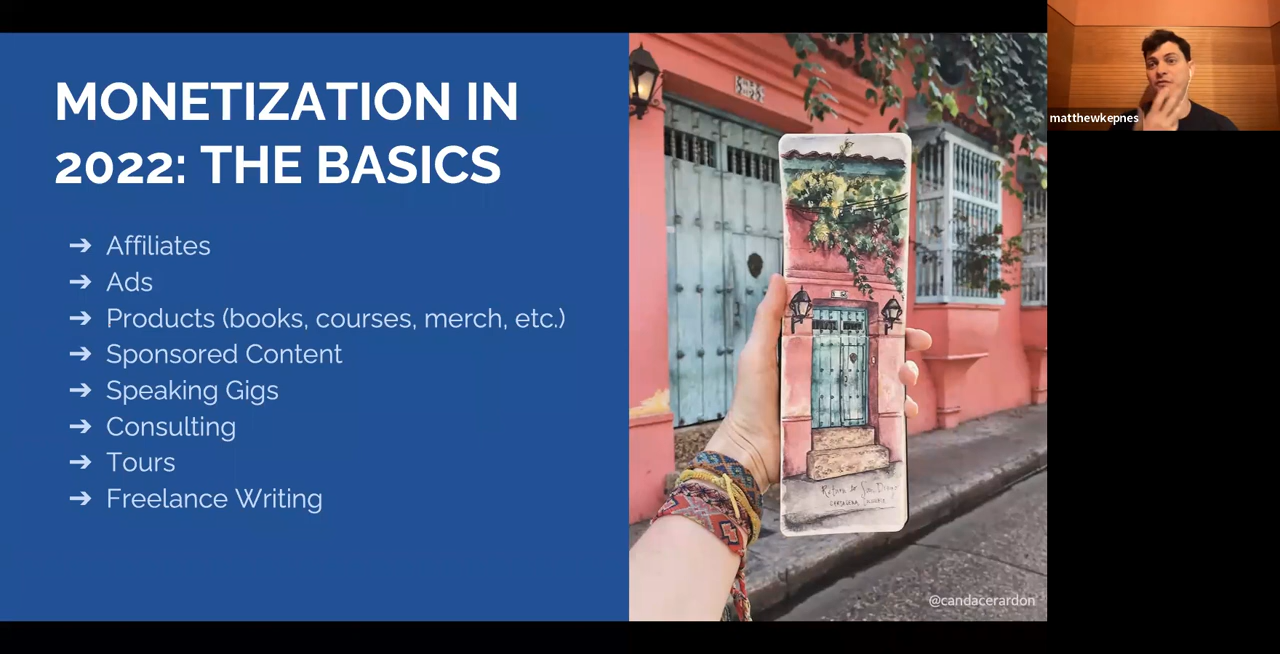 MONETIZATION IN
2022: THE BASICS
➔ Affiliates
➔ Ads
➔ Products (books, courses, merch, etc.)
➔ Sponsored Content
➔ Speaking Gigs
➔ Consulting
➔ Tours
➔ Freelance Writing
@candacerardon
matthewkepnes